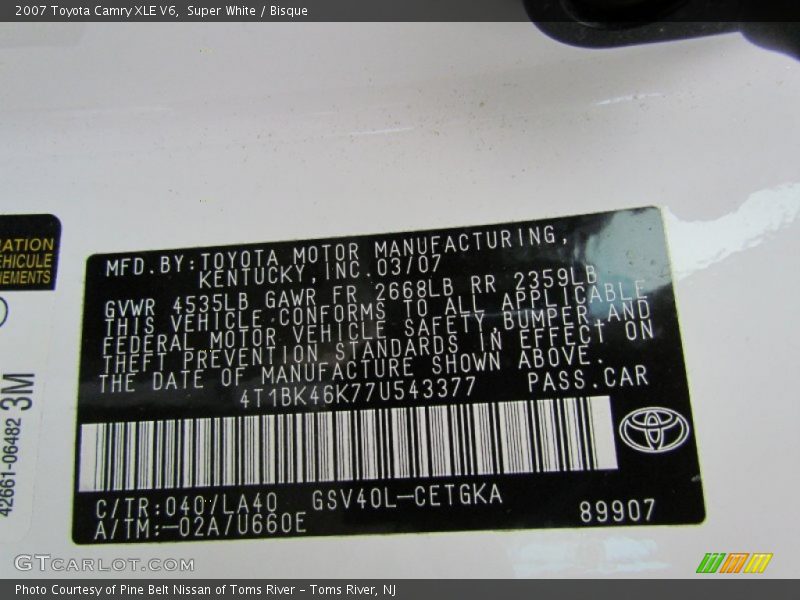 2007 Toyota Camry XLE V6, Super White / Bisque
MATION
VEHICULE
NEMENTS
42661-06482 3M
MFD.BY:TOYOTA MOTOR MANUFACTURING,
KENTUCKY,INC.03/07
GVWR 4535LB GAWR FR 2668LB RR 2359LB
THIS VEHICLE CONFORMS TO ALL APPLICABLE
FEDERAL MOTOR VEHICLE SAFETY,BUMPER,AND
THEFT PREVENTION STANDARDS IN EFFECT ON
THE DATE OF MANUFACTURE SHOWN ABOVE.
4T1BK46K77U543377 PASS.CAR
C/TR:040/LA40 GSV40L-CETGKA
A/TM:-02A/U660E
89907
GTCARLOT.COM
Photo Courtesy of Pine Belt Nissan of Toms River – Toms River, NJ